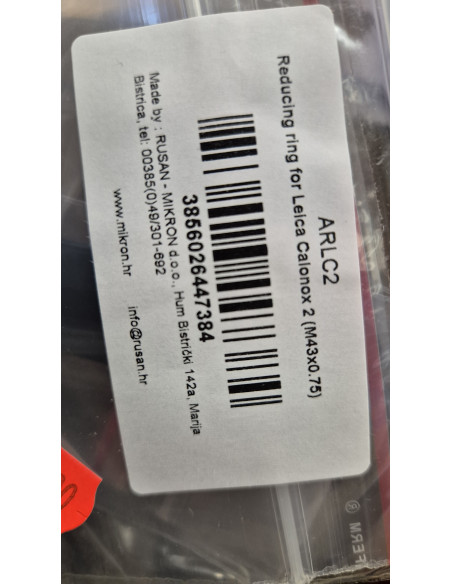 ARLC2
Reducing ring for Leica Calonox 2 (M43x0.75)
3856026447384
Made by : RUSAN - MIKRON d.o.o., Hum Bistrički 142a, Marija
Bistrica, tel: 00385(0)49/301-692
www.mikron.hr info@rusan.hr
FERM ®